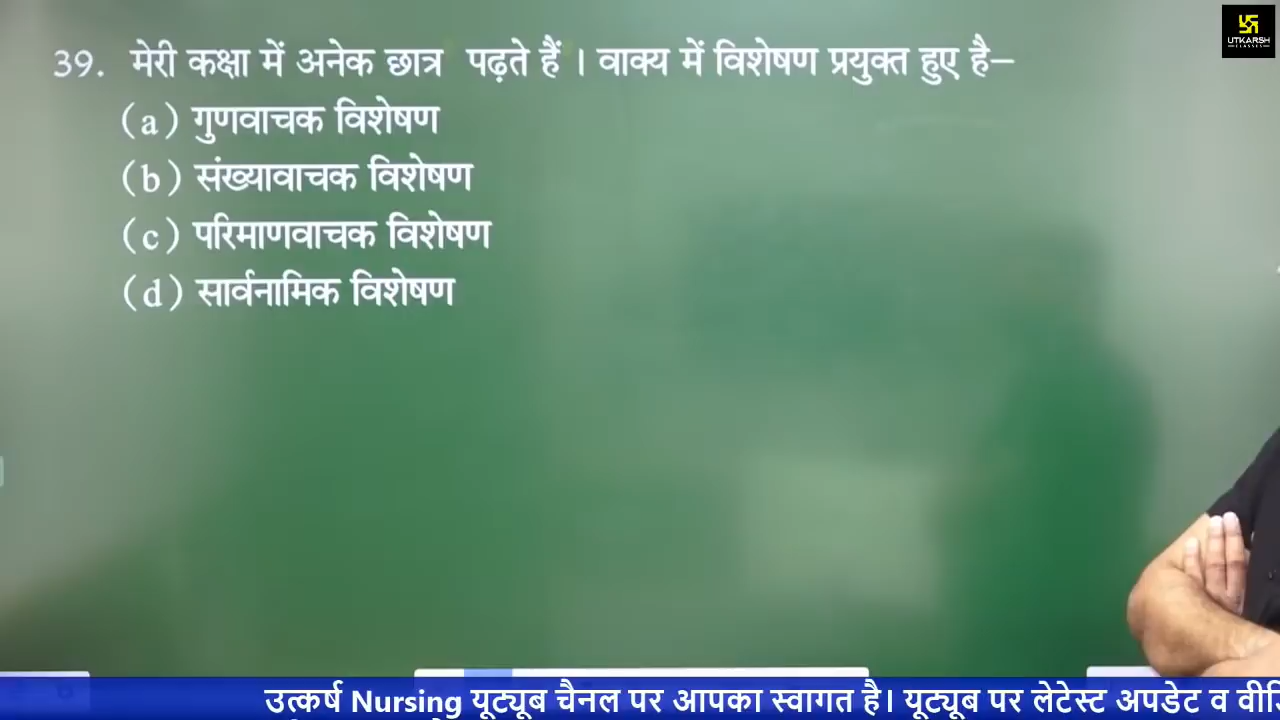 39. मेरी कक्षा में अनेक छात्र पढ़ते हैं । वाक्य में विशेषण प्रयुक्त हुए है–
(a) गुणवाचक विशेषण
(b) संख्यावाचक विशेषण
(c) परिमाणवाचक विशेषण
(d) सार्वनामिक विशेषण
UTKARSH
CLASSES
उत्कर्ष Nursing यूट्यूब चैनल पर आपका स्वागत है। यूट्यूब पर लेटेस्ट अपडेट व